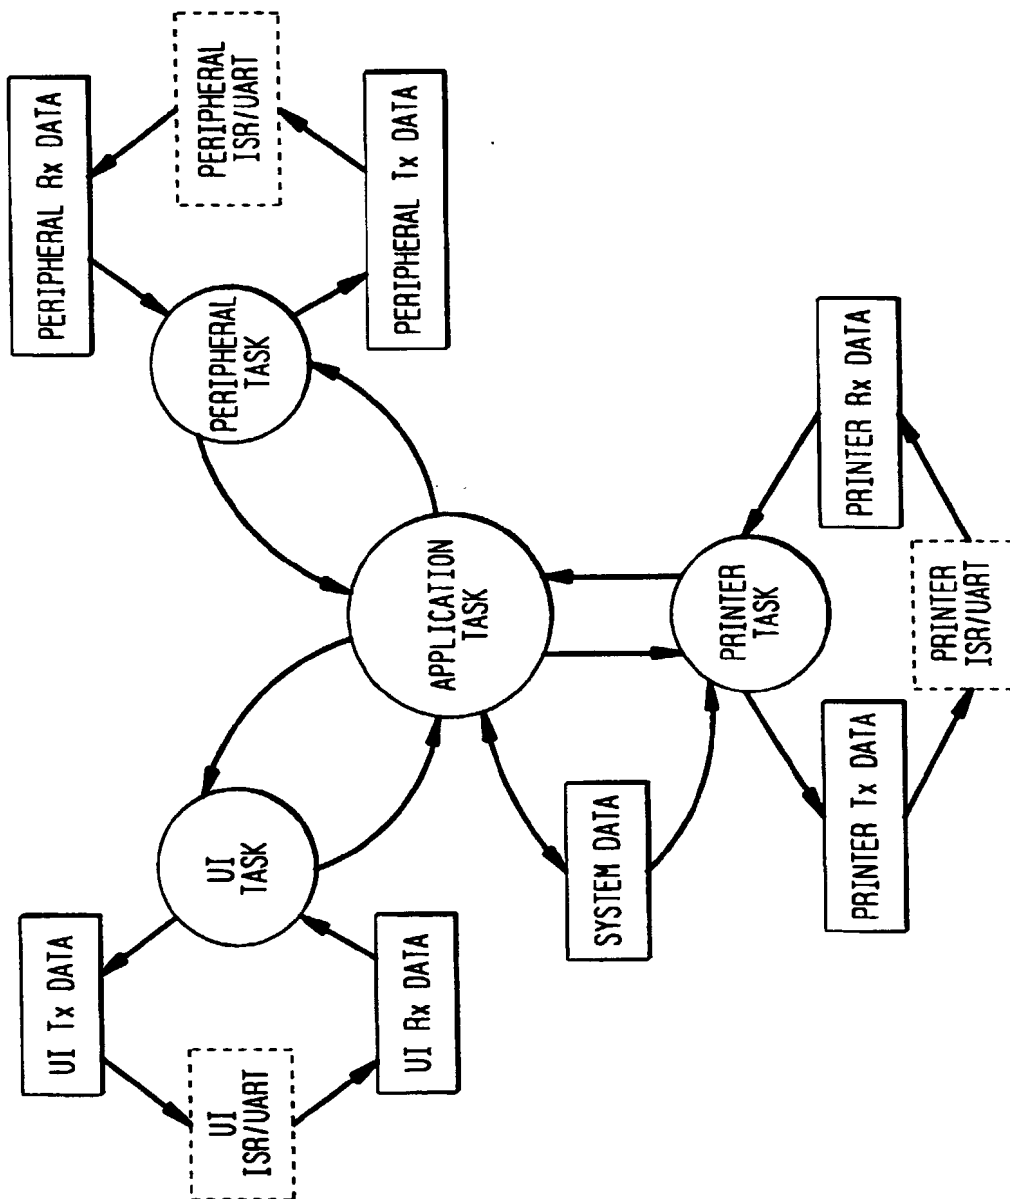 UI Tx DATA
PERIPHERAL Rx DATA
UI
ISR/UART
UI
TASK
PERIPHERAL
TASK
PERIPHERAL
ISR/UART
UI Rx DATA
PERIPHERAL Tx DATA
APPLICATION
TASK
SYSTEM DATA
PRINTER
TASK
PRINTER Tx DATA
PRINTER Rx DATA
PRINTER
ISR/UART